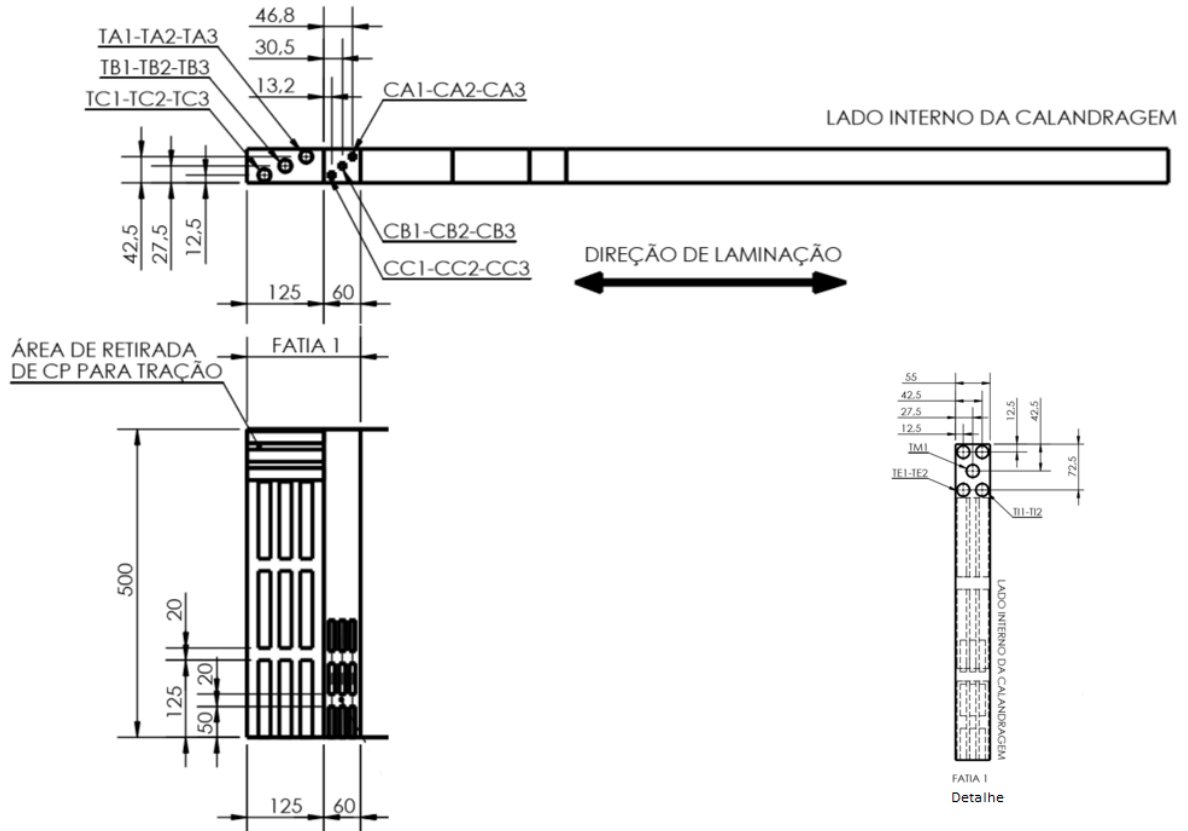 46,8
TA1-TA2-TA3
30,5
TB1-TB2-TB3
13,2
TC1-TC2-TC3
CA1-CA2-CA3
LADO INTERNO DA CALANDRAGEM
42,5
27,5
12,5
CB1-CB2-CB3
CC1-CC2-CC3
DIREÇÃO DE LAMINAÇÃO
125
60
ÁREA DE RETIRADA
DE CP PARA TRAÇÃO
FATIA 1
500
20
125
20
50
125
60
55
42,5
27,5
12,5
12,5
42,5
72,5
TM1
TE1-TE2
TI1-TI2
LADO INTERNO DA CALANDRAGEM
FATIA 1
Detalhe